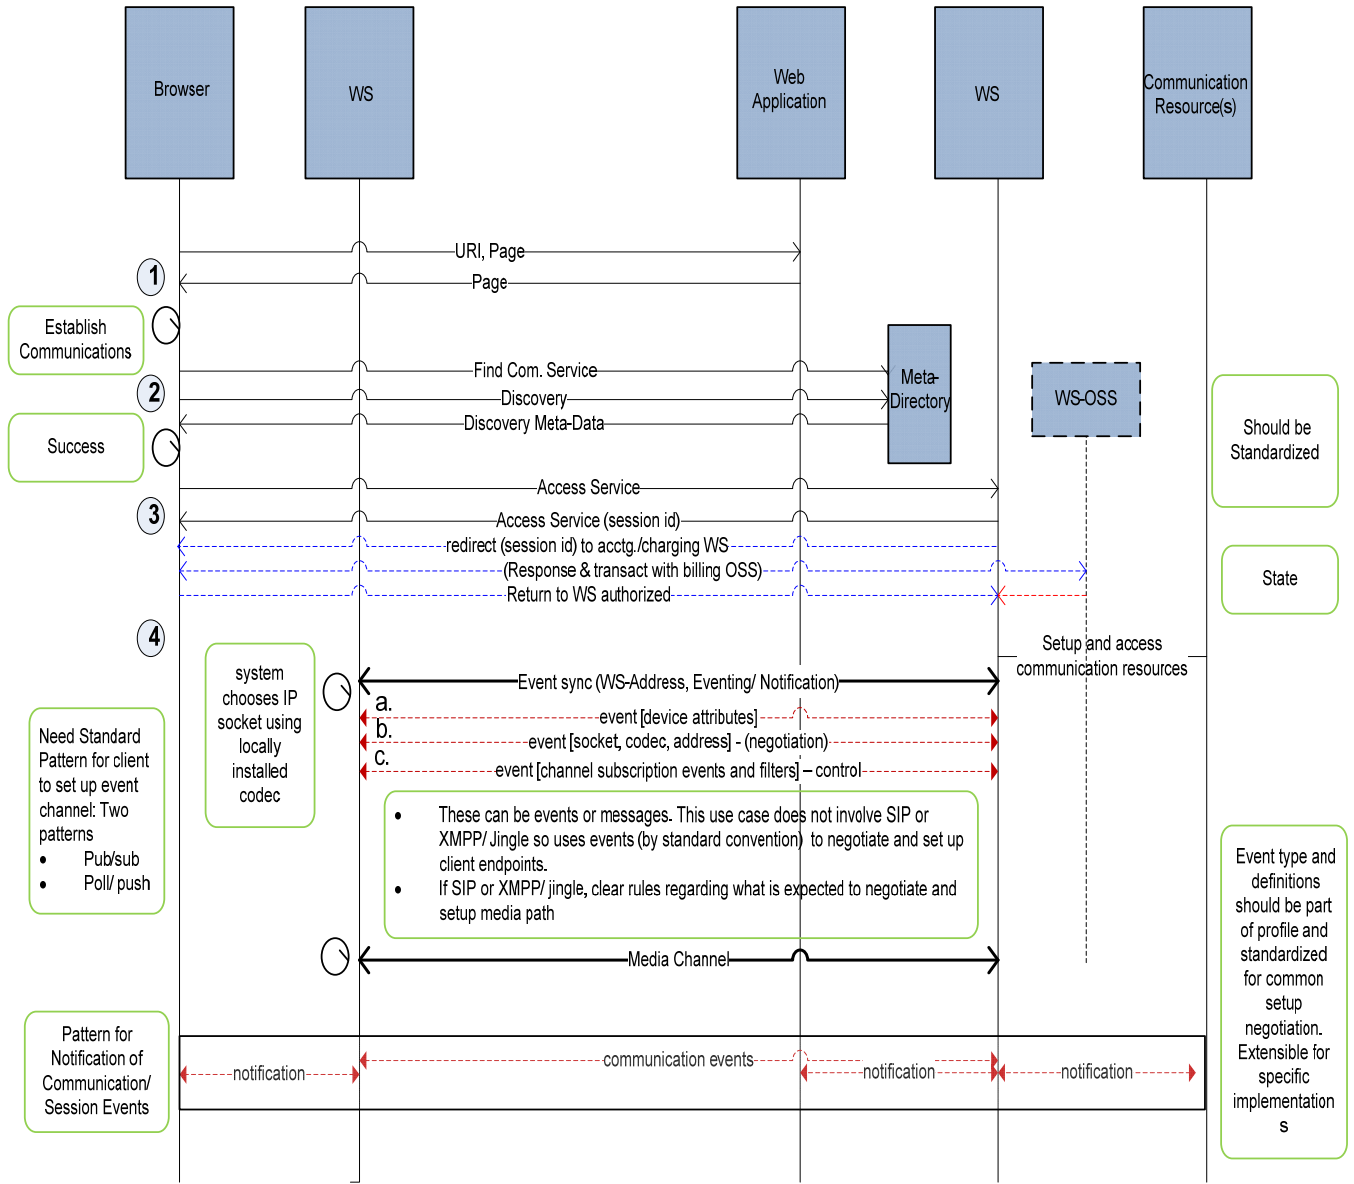 Browser
WS
Web
Application
WS
Communication
Resource(s)
URI, Page
1
Page
Establish
Communications
Find Com. Service
Meta-
Directory
2
Discovery
WS-OSS
Discovery Meta-Data
Success
Should be
Standardized
Access Service
3
Access Service (session id)
redirect (session id) to acctg./charging WS
(Response & transact with billing OSS)
State
Return to WS authorized
4
Setup and access
communication resources
system
chooses IP
socket using
locally
installed
codec
Event sync (WS-Address, Eventing/ Notification)
a.
event [device attributes]
b.
event [socket, codec, address] - (negotiation)
c.
event [channel subscription events and filters] – control
Need Standard
Pattern for client
to set up event
channel: Two
patterns
• Pub/sub
• Poll/ push
• These can be events or messages. This use case does not involve SIP or
XMPP/ Jingle so uses events (by standard convention) to negotiate and set up
client endpoints.
• If SIP or XMPP/ jingle, clear rules regarding what is expected to negotiate and
setup media path
Event type and
definitions
should be part
of profile and
standardized
for common
setup
negotiation.
Extensible for
specific
implementation
s
Media Channel
Pattern for
Notification of
Communication/
Session Events
communication events
notification
notification
notification